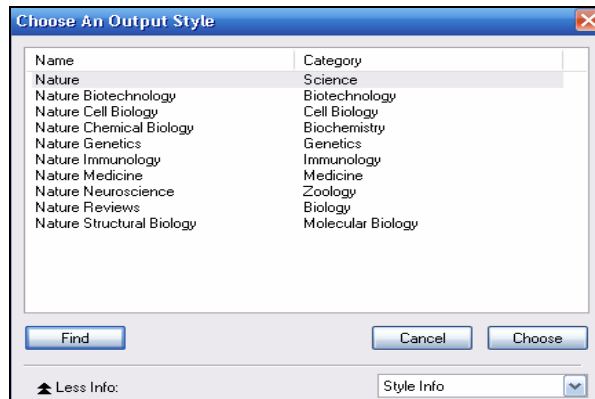 Choose An Output Style
Name Category
Nature Science
Nature Biotechnology Biotechnology
Nature Cell Biology Cell Biology
Nature Chemical Biology Biochemistry
Nature Genetics Genetics
Nature Immunology Immunology
Nature Medicine Medicine
Nature Neuroscience Zoology
Nature Reviews Biology
Nature Structural Biology Molecular Biology
Find Cancel Choose
Less Info: Style Info